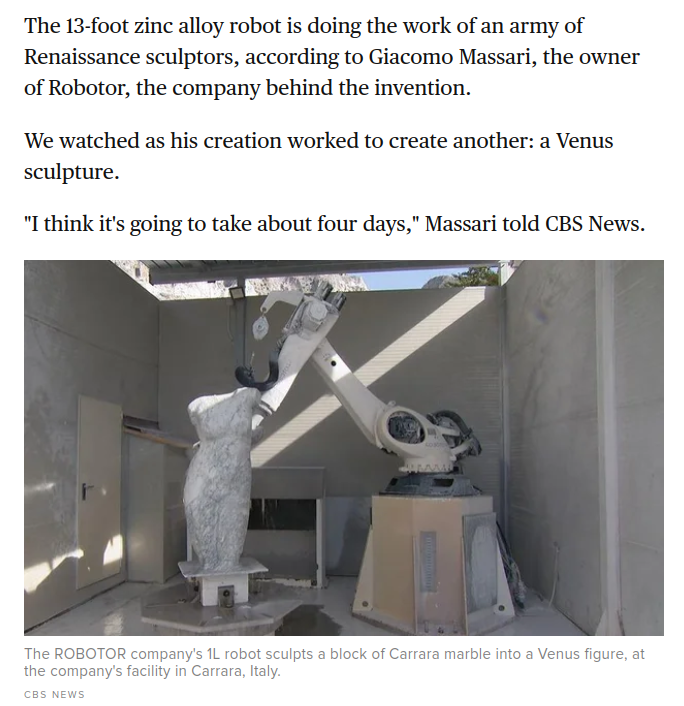 The 13-foot zinc alloy robot is doing the work of an army of
Renaissance sculptors, according to Giacomo Massari, the owner
of Robotor, the company behind the invention.
We watched as his creation worked to create another: a Venus
sculpture.
"I think it's going to take about four days," Massari told CBS News.
The ROBOTOR company's 1L robot sculpts a block of Carrara marble into a Venus figure, at
the company's facility in Carrara, Italy.
CBS NEWS